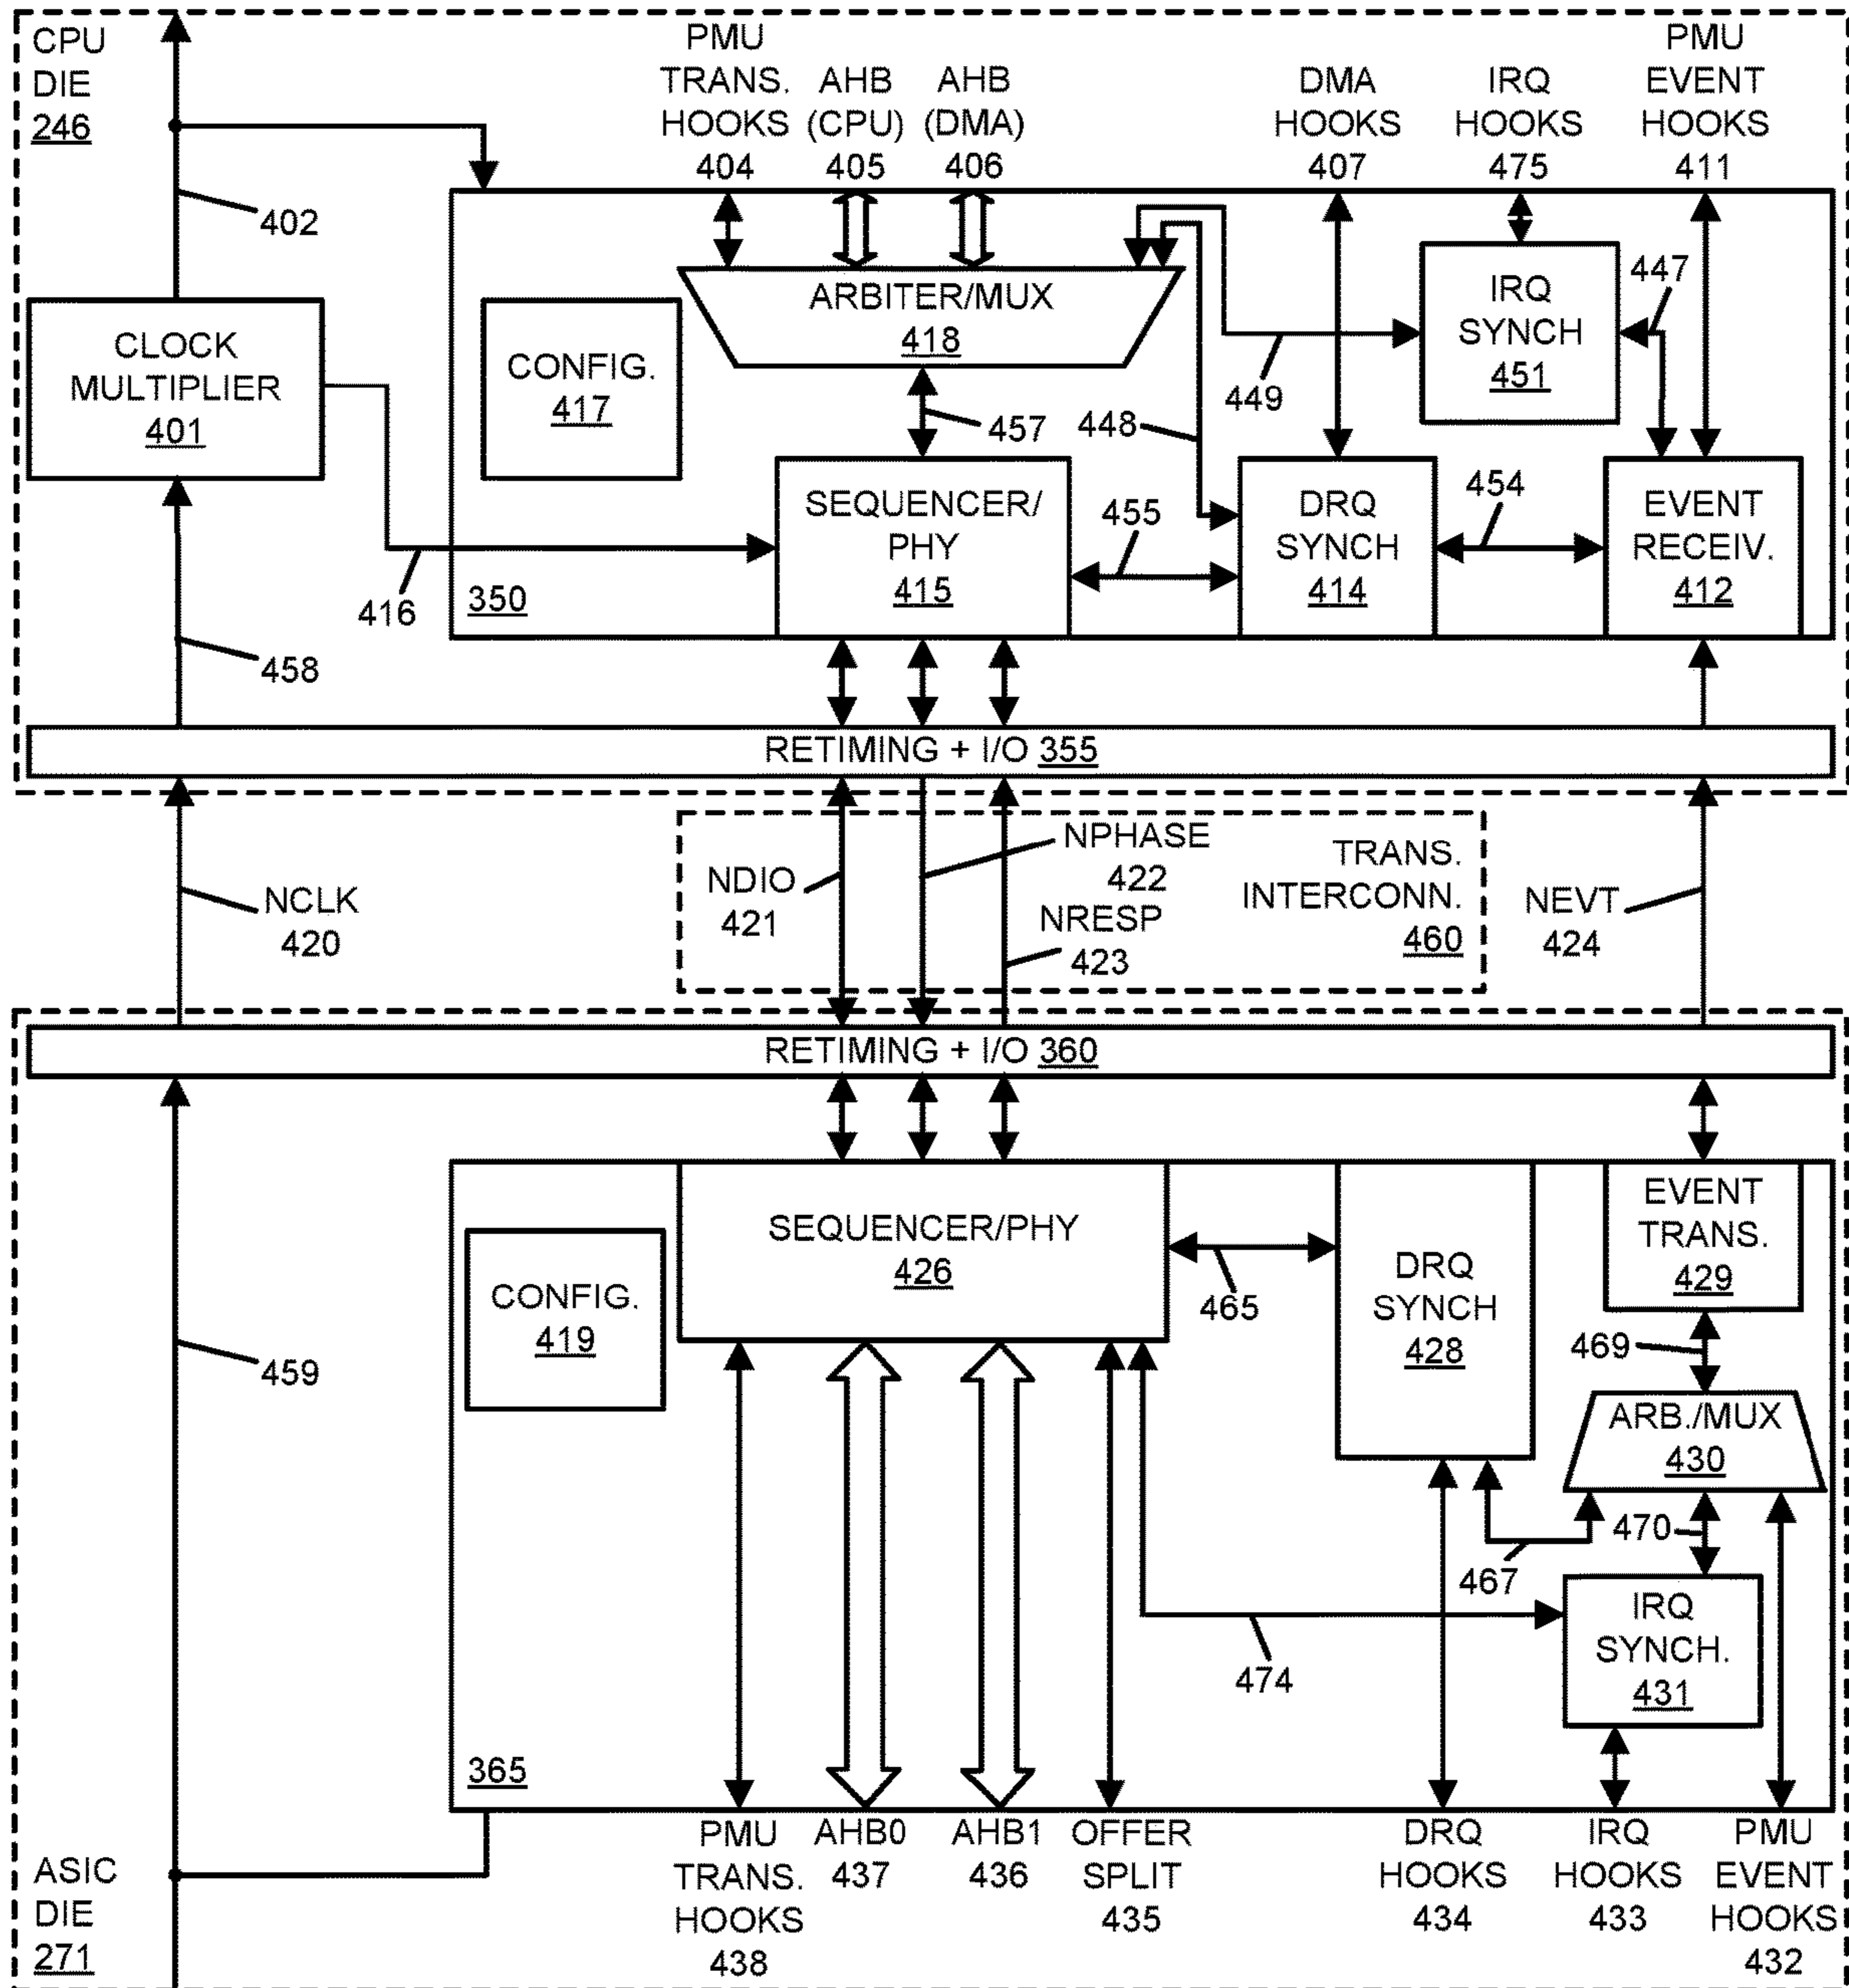 CPU
DIE
246
PMU
TRANS.
HOOKS
404
AHB
(CPU)
405
AHB
(DMA)
406
DMA
HOOKS
407
IRQ
HOOKS
475
PMU
EVENT
HOOKS
411
402
CLOCK
MULTIPLIER
401
CONFIG.
417
ARBITER/MUX
418
449
IRQ
SYNCH
451
447
457
448
SEQUENCER/
PHY
415
455
DRQ
SYNCH
414
454
EVENT
RECEIV.
412
416
350
458
RETIMING + I/O 355
NCLK
420
NDIO
421
NPHASE
422
NRESP
423
TRANS.
INTERCONN.
460
NEVT
424
RETIMING + I/O 360
SEQUENCER/PHY
426
CONFIG.
419
465
DRQ
SYNCH
428
EVENT
TRANS.
429
459
469
ARB./MUX
430
470
467
474
IRQ
SYNCH.
431
365
ASIC
DIE
271
PMU
TRANS.
HOOKS
438
AHB0
437
AHB1
436
OFFER
SPLIT
435
DRQ
HOOKS
434
IRQ
HOOKS
433
PMU
EVENT
HOOKS
432